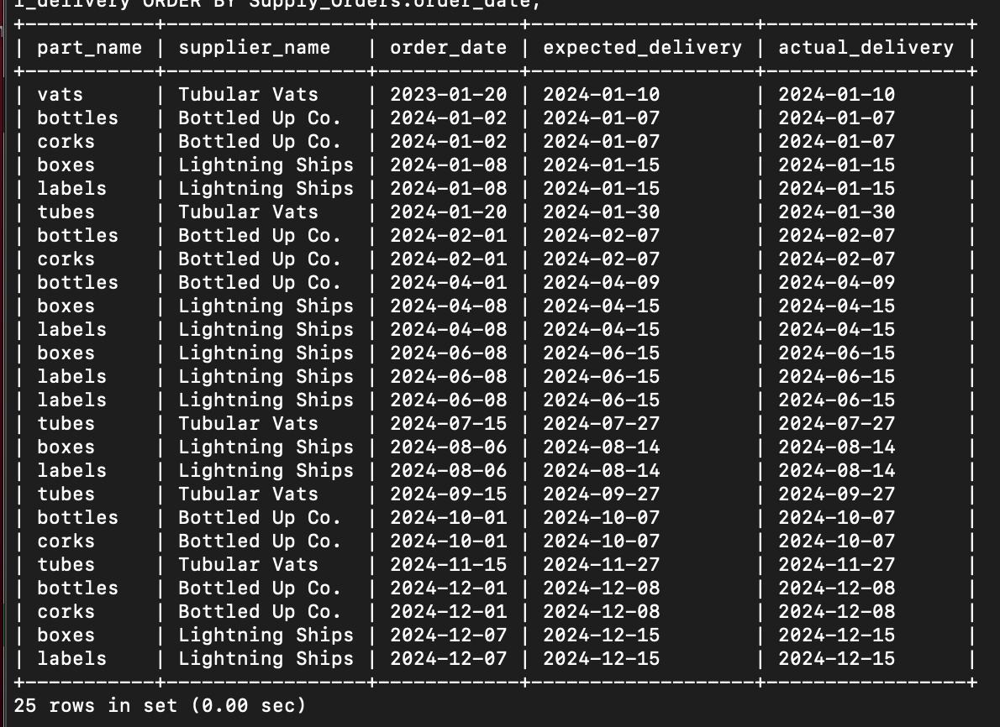 l_delivery ORDER BY Supply_Orders.order_date;
+-----------+-----------------+------------+-------------------+-----------------+
| part_name | supplier_name   | order_date | expected_delivery | actual_delivery |
+-----------+-----------------+------------+-------------------+-----------------+
| vats      | Tubular Vats    | 2023-01-20 | 2024-01-10        | 2024-01-10      |
| bottles   | Bottled Up Co.  | 2024-01-02 | 2024-01-07        | 2024-01-07      |
| corks     | Bottled Up Co.  | 2024-01-02 | 2024-01-07        | 2024-01-07      |
| boxes     | Lightning Ships | 2024-01-08 | 2024-01-15        | 2024-01-15      |
| labels    | Lightning Ships | 2024-01-08 | 2024-01-15        | 2024-01-15      |
| tubes     | Tubular Vats    | 2024-01-20 | 2024-01-30        | 2024-01-30      |
| bottles   | Bottled Up Co.  | 2024-02-01 | 2024-02-07        | 2024-02-07      |
| corks     | Bottled Up Co.  | 2024-02-01 | 2024-02-07        | 2024-02-07      |
| bottles   | Bottled Up Co.  | 2024-04-01 | 2024-04-09        | 2024-04-09      |
| boxes     | Lightning Ships | 2024-04-08 | 2024-04-15        | 2024-04-15      |
| labels    | Lightning Ships | 2024-04-08 | 2024-04-15        | 2024-04-15      |
| boxes     | Lightning Ships | 2024-06-08 | 2024-06-15        | 2024-06-15      |
| labels    | Lightning Ships | 2024-06-08 | 2024-06-15        | 2024-06-15      |
| labels    | Lightning Ships | 2024-06-08 | 2024-06-15        | 2024-06-15      |
| tubes     | Tubular Vats    | 2024-07-15 | 2024-07-27        | 2024-07-27      |
| boxes     | Lightning Ships | 2024-08-06 | 2024-08-14        | 2024-08-14      |
| labels    | Lightning Ships | 2024-08-06 | 2024-08-14        | 2024-08-14      |
| tubes     | Tubular Vats    | 2024-09-15 | 2024-09-27        | 2024-09-27      |
| bottles   | Bottled Up Co.  | 2024-10-01 | 2024-10-07        | 2024-10-07      |
| corks     | Bottled Up Co.  | 2024-10-01 | 2024-10-07        | 2024-10-07      |
| tubes     | Tubular Vats    | 2024-11-15 | 2024-11-27        | 2024-11-27      |
| bottles   | Bottled Up Co.  | 2024-12-01 | 2024-12-08        | 2024-12-08      |
| corks     | Bottled Up Co.  | 2024-12-01 | 2024-12-08        | 2024-12-08      |
| boxes     | Lightning Ships | 2024-12-07 | 2024-12-15        | 2024-12-15      |
| labels    | Lightning Ships | 2024-12-07 | 2024-12-15        | 2024-12-15      |
+-----------+-----------------+------------+-------------------+-----------------+
25 rows in set (0.00 sec)